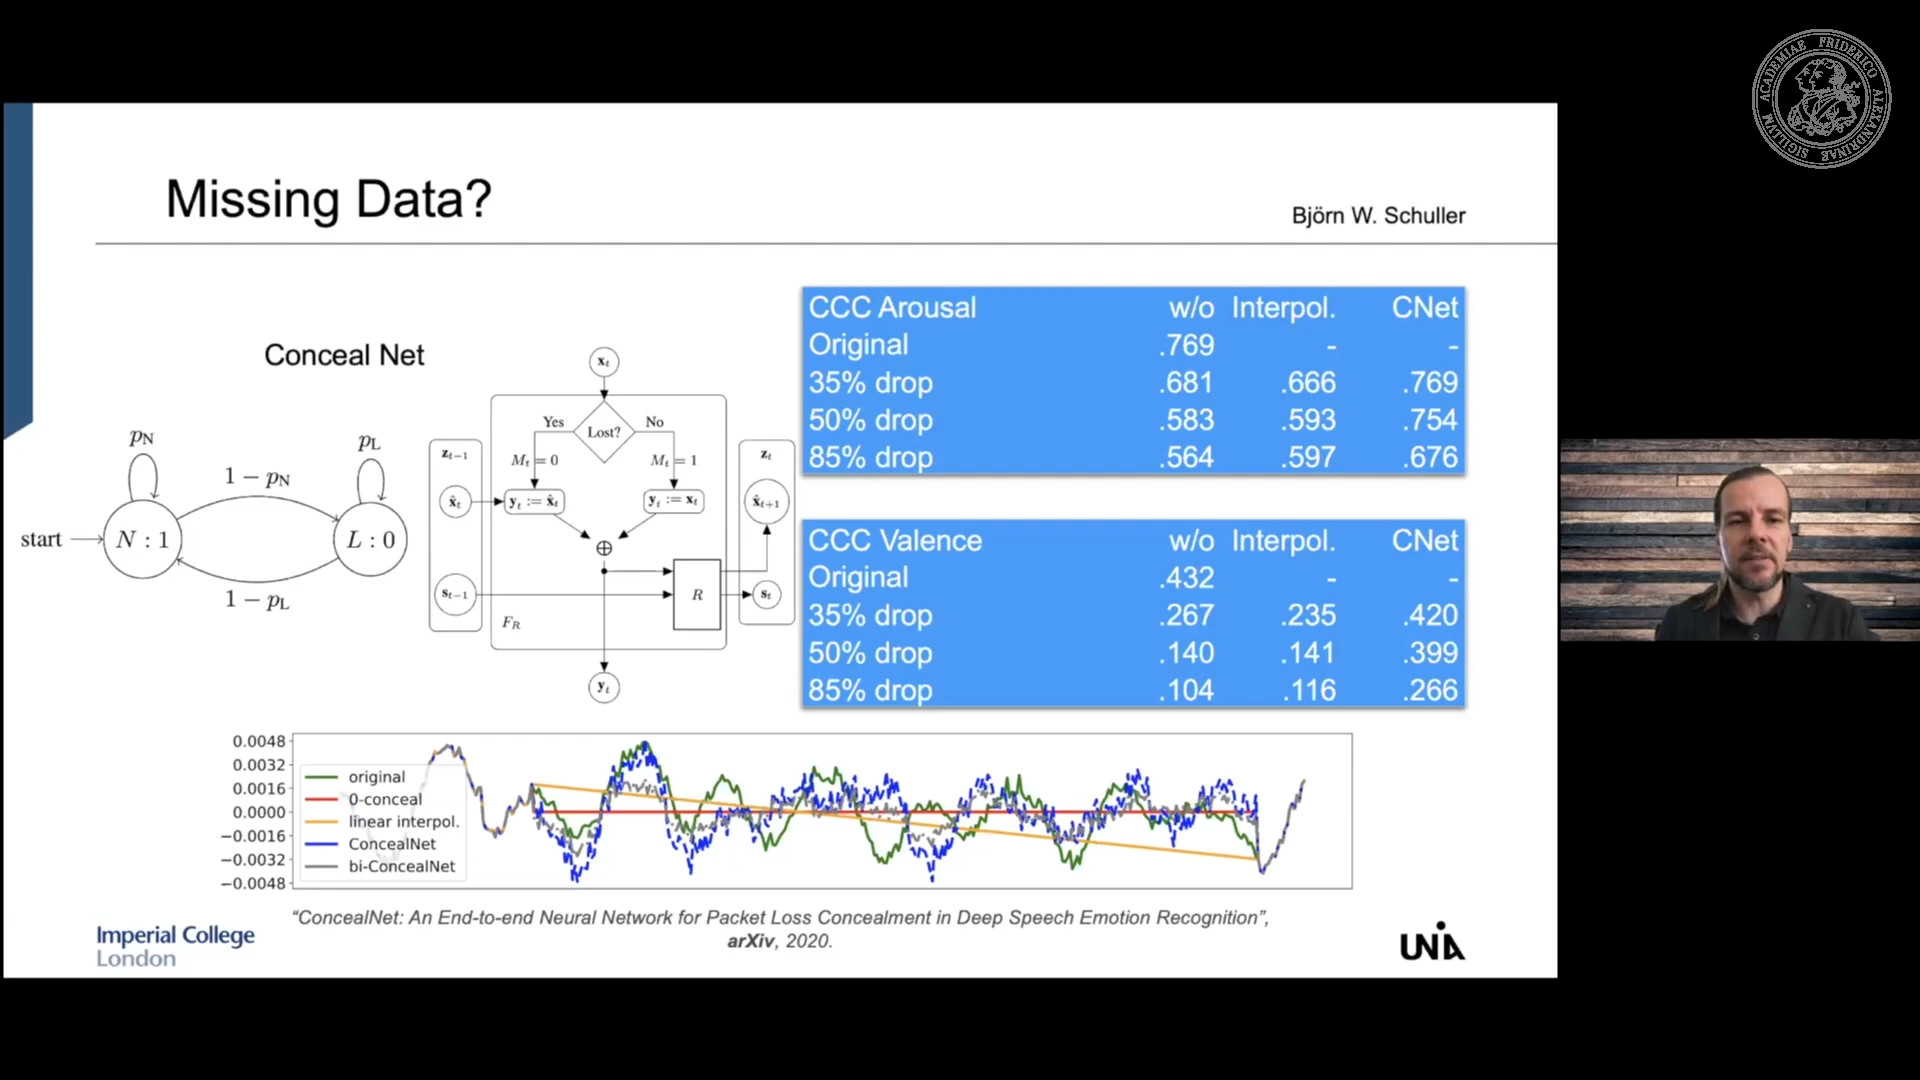 ACADEMIAE FRIDERICO ALEXANDRINAE SIGILLVM
Missing Data?
Björn W. Schuller
Conceal Net
start
N : 1
L : 0
pN
pL
1 − pN
1 − pL
xt
Lost?
Yes
No
Mt = 0
Mt = 1
zt−1
x̂t
st−1
yt := x̂t
yt := xt
⊕
R
FR
zt
x̂t+1
st
yt
CCC Arousal w/o Interpol. CNet
Original .769 - -
35% drop .681 .666 .769
50% drop .583 .593 .754
85% drop .564 .597 .676
CCC Valence w/o Interpol. CNet
Original .432 - -
35% drop .267 .235 .420
50% drop .140 .141 .399
85% drop .104 .116 .266
0.0048
0.0032
0.0016
0.0000
−0.0016
−0.0032
−0.0048
original
0-conceal
linear interpol.
ConcealNet
bi-ConcealNet
“ConcealNet: An End-to-end Neural Network for Packet Loss Concealment in Deep Speech Emotion Recognition”,
arXiv, 2020.
Imperial College
London
UNIA